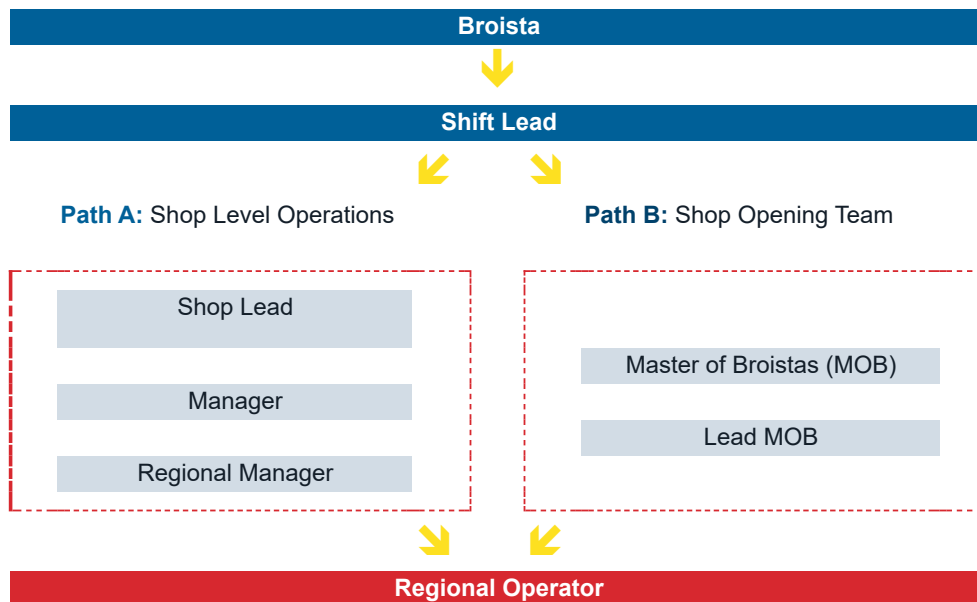 Broista
Shift Lead
Path A: Shop Level Operations
Path B: Shop Opening Team
Shop Lead
Manager
Regional Manager
Master of Broistas (MOB)
Lead MOB
Regional Operator